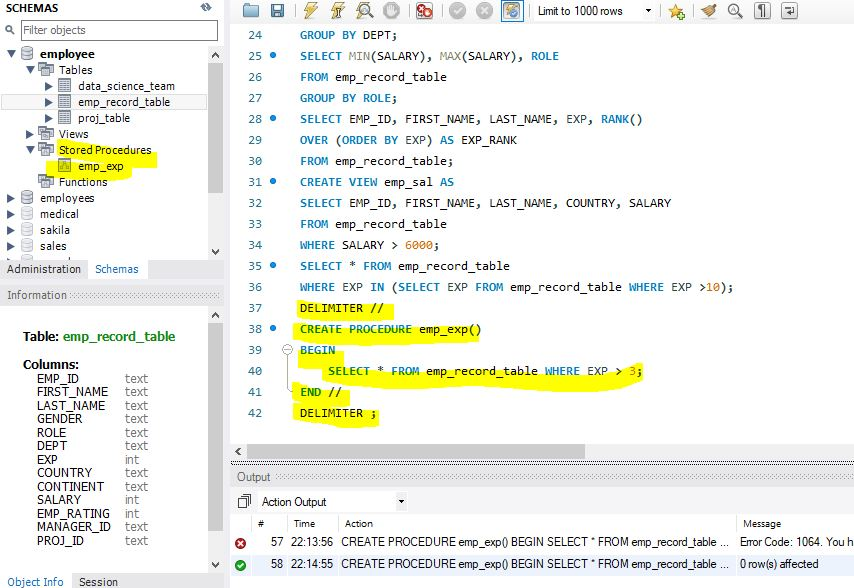 SCHEMAS
Filter objects
employee
Tables
data_science_team
emp_record_table
proj_table
Views
Stored Procedures
emp_exp
Functions
employees
medical
sakila
sales
Administration Schemas
Information
Table: emp_record_table
Columns:
EMP_ID text
FIRST_NAME text
LAST_NAME text
GENDER text
ROLE text
DEPT text
EXP int
COUNTRY text
CONTINENT text
SALARY int
EMP_RATING int
MANAGER_ID text
PROJ_ID text
Object Info Session
Limit to 1000 rows
24 GROUP BY DEPT;
25 SELECT MIN(SALARY), MAX(SALARY), ROLE
26 FROM emp_record_table
27 GROUP BY ROLE;
28 SELECT EMP_ID, FIRST_NAME, LAST_NAME, EXP, RANK()
29 OVER (ORDER BY EXP) AS EXP_RANK
30 FROM emp_record_table;
31 CREATE VIEW emp_sal AS
32 SELECT EMP_ID, FIRST_NAME, LAST_NAME, COUNTRY, SALARY
33 FROM emp_record_table
34 WHERE SALARY > 6000;
35 SELECT * FROM emp_record_table
36 WHERE EXP IN (SELECT EXP FROM emp_record_table WHERE EXP >10);
37 DELIMITER //
38 CREATE PROCEDURE emp_exp()
39 BEGIN
40 SELECT * FROM emp_record_table WHERE EXP > 3;
41 END //
42 DELIMITER ;
Output
Action Output
# Time Action Message
57 22:13:56 CREATE PROCEDURE emp_exp() BEGIN SELECT * FROM emp_record_table ... Error Code: 1064. You h
58 22:14:55 CREATE PROCEDURE emp_exp() BEGIN SELECT * FROM emp_record_table ... 0 row(s) affected